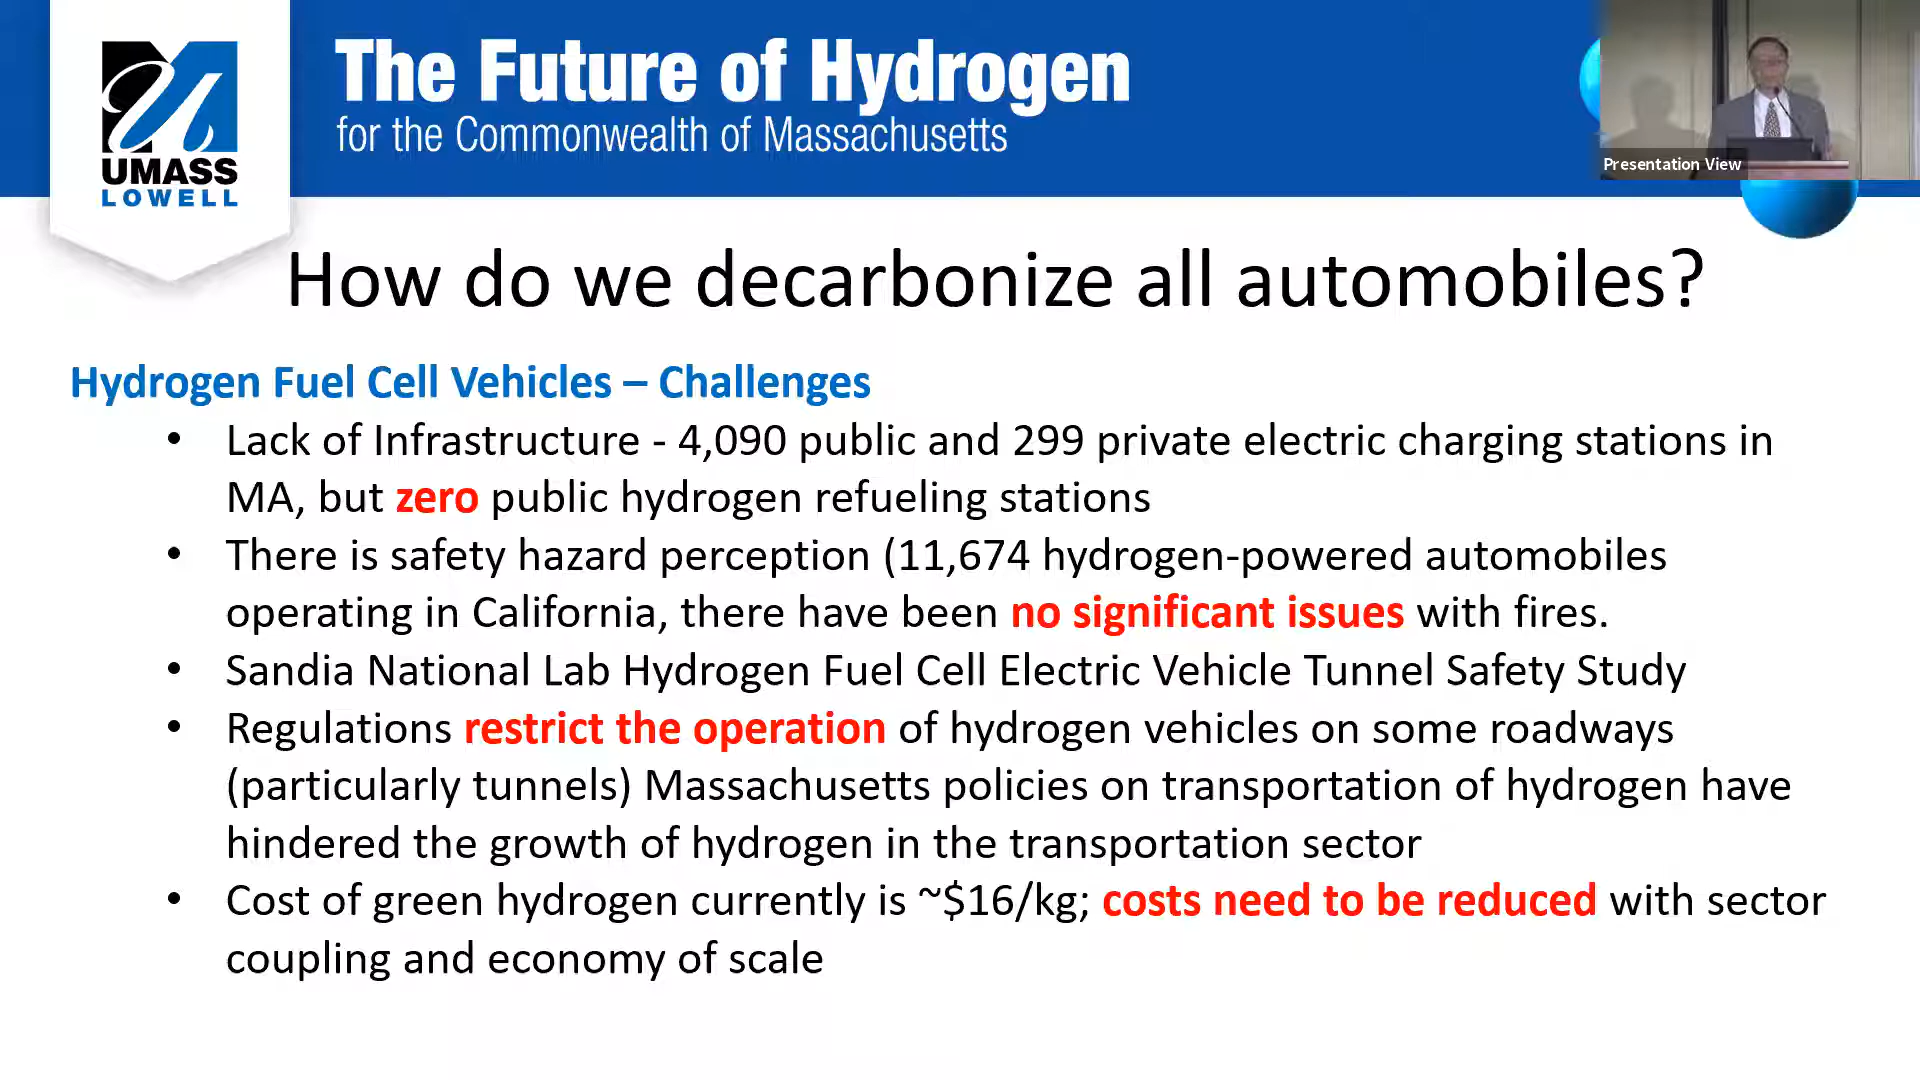 The Future of Hydrogen
for the Commonwealth of Massachusetts
UMASS
LOWELL
Presentation View
How do we decarbonize all automobiles?
Hydrogen Fuel Cell Vehicles – Challenges
• Lack of Infrastructure - 4,090 public and 299 private electric charging stations in
MA, but zero public hydrogen refueling stations
• There is safety hazard perception (11,674 hydrogen-powered automobiles
operating in California, there have been no significant issues with fires.
• Sandia National Lab Hydrogen Fuel Cell Electric Vehicle Tunnel Safety Study
• Regulations restrict the operation of hydrogen vehicles on some roadways
(particularly tunnels) Massachusetts policies on transportation of hydrogen have
hindered the growth of hydrogen in the transportation sector
• Cost of green hydrogen currently is ~$16/kg; costs need to be reduced with sector
coupling and economy of scale